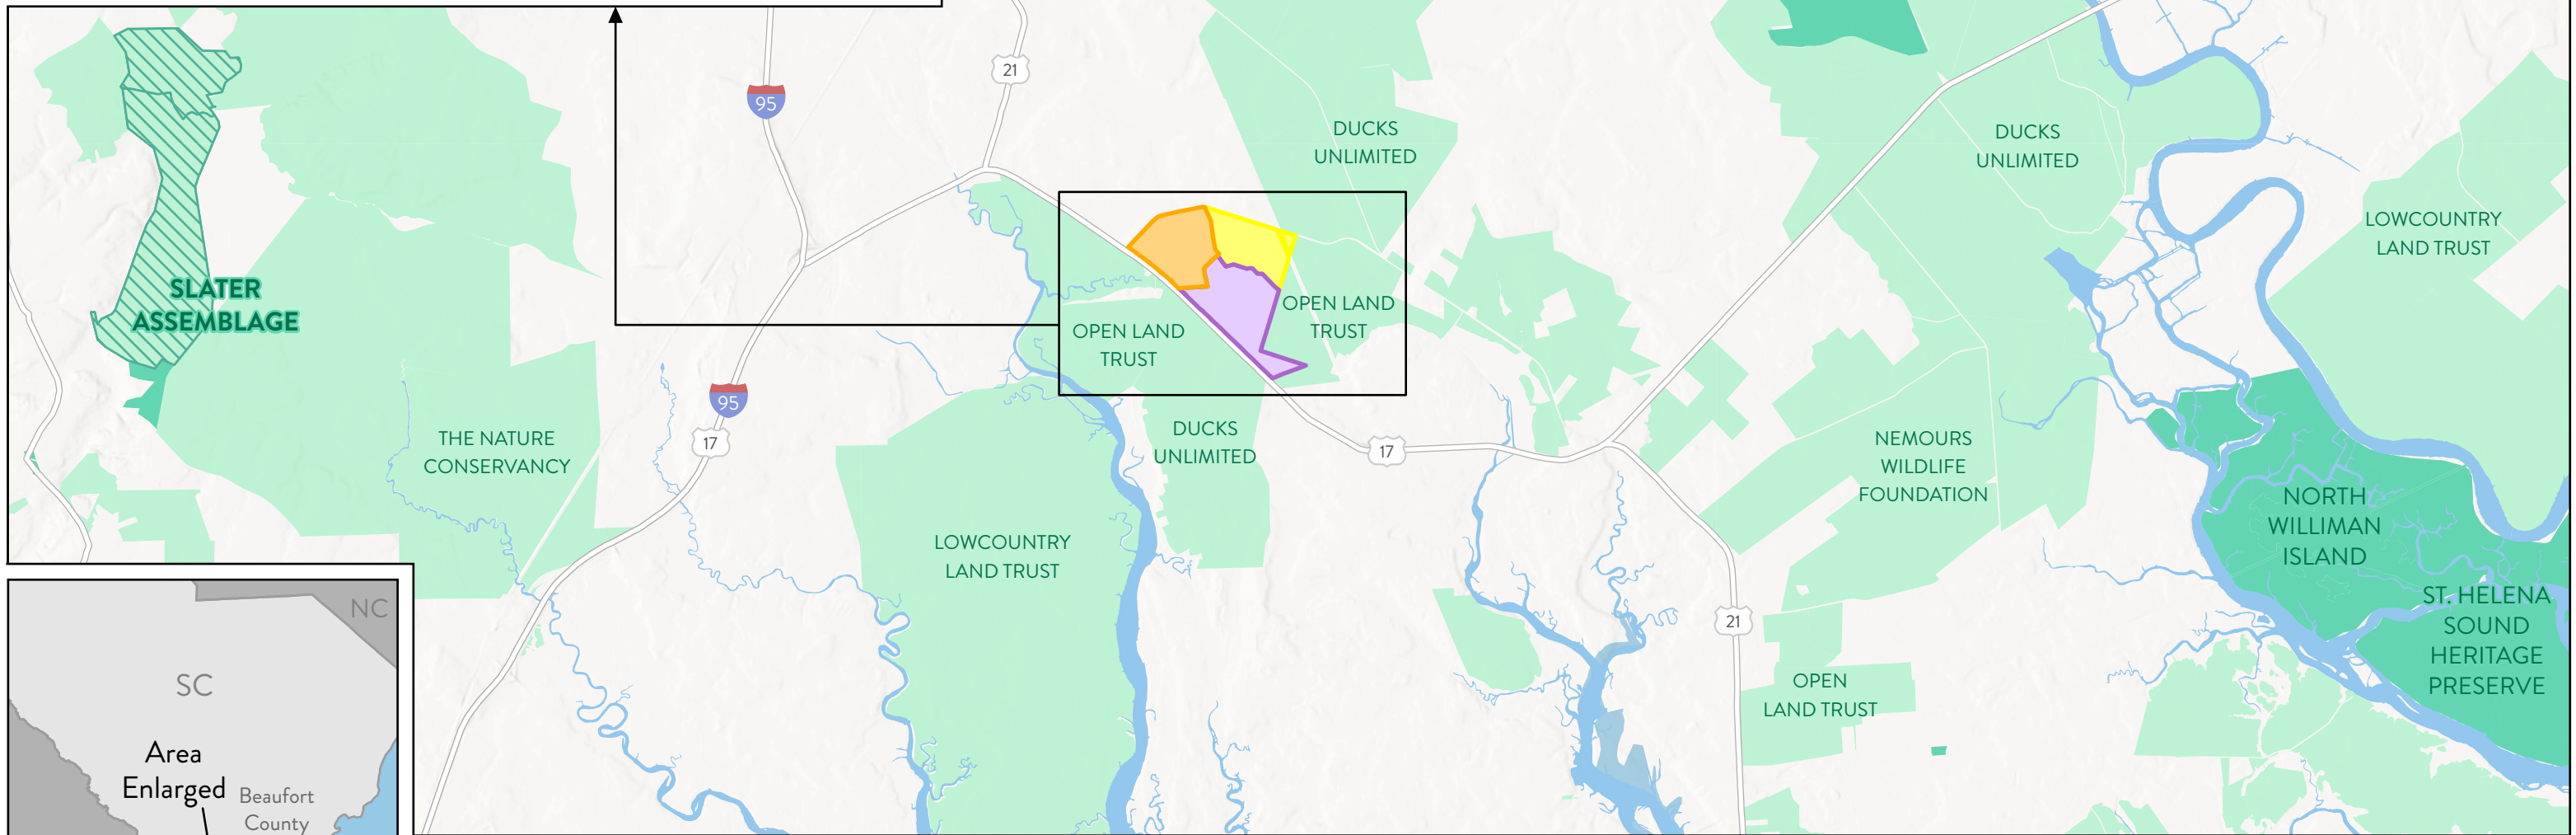 21
95
DUCKS
UNLIMITED
DUCKS
UNLIMITED
LOWCOUNTRY
LAND TRUST
SLATER
ASSEMBLAGE
OPEN LAND
TRUST
OPEN LAND
TRUST
95
17
THE NATURE
CONSERVANCY
DUCKS
UNLIMITED
17
NEMOURS
WILDLIFE
FOUNDATION
NORTH
WILLIMAN
ISLAND
LOWCOUNTRY
LAND TRUST
ST. HELENA
SOUND
HERITAGE
PRESERVE
21
OPEN
LAND TRUST
NC
SC
Area
Enlarged
Beaufort
County